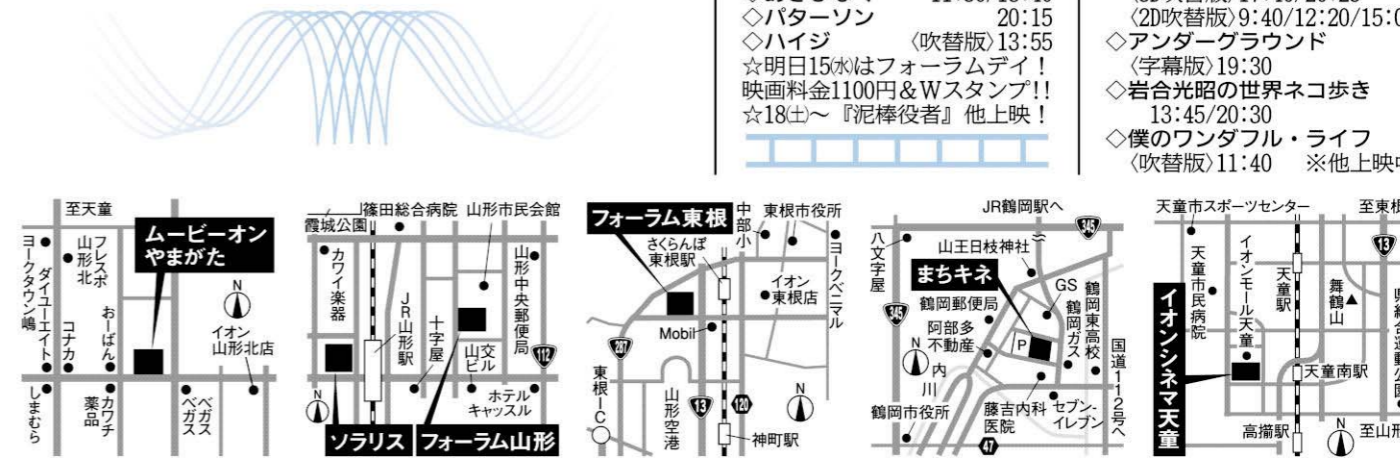 ◇パターソン 20:15
◇ハイジ 〈吹替版〉13:55
☆明日15㈬はフォーラムデイ！
映画料金1100円&Wスタンプ!!
☆18㈯～『泥棒役者』他上映！
〈2D吹替版〉9:40/12:20/15:0
◇アンダーグラウンド
〈字幕版〉19:30
◇岩合光昭の世界ネコ歩き
13:45/20:30
◇僕のワンダフル・ライフ
〈吹替版〉11:40 ※他上映
至天童
ムービーオン
やまがた
ヨークタウン嶋
フレスポ
山形北
ダイユーエイト
コナカ
おーばん
イオン
山形北店
しまむら
カワチ
薬品
ベガス
ベガス
N
霞城公園
篠田総合病院
山形市民会館
カワイ楽器
JR山形駅
十字屋
山交
ビル
山形中央郵便局
112
ホテル
キャッスル
N
ソラリス
フォーラム山形
フォーラム東根
中部小
東根市役所
さくらんぼ
東根駅
ヨークベニマル
イオン
東根店
Mobil
287
東根IC
山形空港
13
120
N
神町駅
JR鶴岡駅へ
345
八文字屋
山王日枝神社
まちキネ
GS
鶴岡郵便局
345
阿部多
不動産
P
鶴岡ガス
鶴岡東高校
N
内川
国道112号へ
鶴岡市役所
藤吉内科
医院
セブン-
イレブン
47
天童市スポーツセンター
至東根
13
天童市民病院
イオンモール天童
天童駅
舞鶴山
イオンシネマ天童
天童南駅
高擶駅
N
至山形